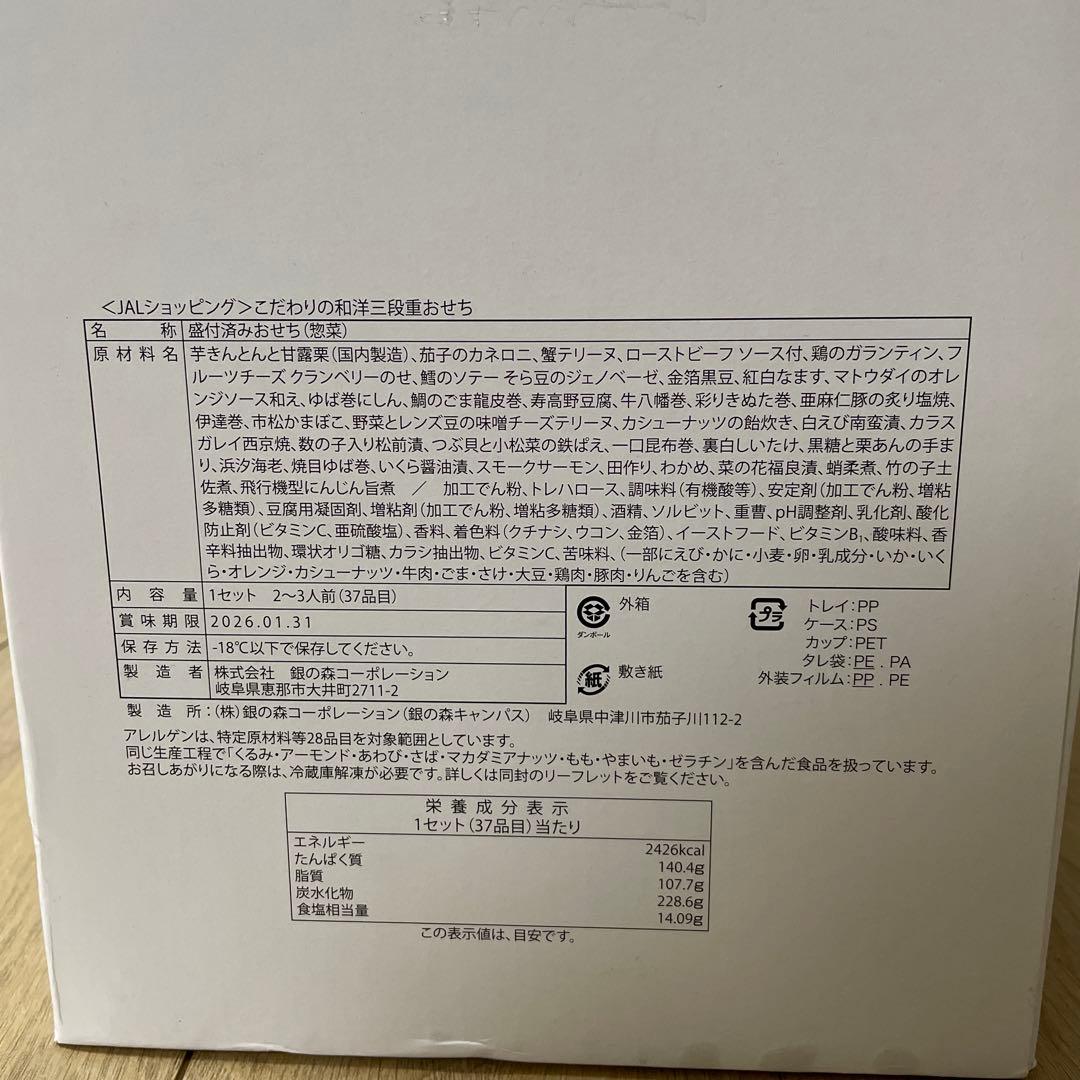 ＜JALショッピング＞こだわりの和洋三段重おせち
名称 盛付済みおせち(惣菜)
原材料名 芋きんとんと甘露栗(国内製造)、茄子のカネロニ、蟹テリーヌ、ローストビーフ ソース付、鶏のガランティン、フ
ルーツチーズ クランベリーのせ、鱈のソテー そら豆のジェノベーゼ、金箔黒豆、紅白なます、マトウダイのオレ
ンジソース和え、ゆば巻にしん、鯛のごま龍皮巻、寿高野豆腐、牛八幡巻、彩りきぬた巻、亜麻仁豚の炙り塩焼、
伊達巻、市松かまぼこ、野菜とレンズ豆の味噌チーズテリーヌ、カシューナッツの飴炊き、白えび南蛮漬、カラス
ガレイ西京焼、数の子入り松前漬、つぶ貝と小松菜の鉄ぱえ、一口昆布巻、裏白しいたけ、黒糖と栗あんの手ま
り、浜汐海老、焼目ゆば巻、いくら醤油漬、スモークサーモン、田作り、わかめ、菜の花福良漬、蛸柔煮、竹の子土
佐煮、飛行機型にんじん旨煮 ／ 加工でん粉、トレハロース、調味料(有機酸等)、安定剤(加工でん粉、増粘
多糖類)、豆腐用凝固剤、増粘剤(加工でん粉、増粘多糖類)、酒精、ソルビット、重曹、pH調整剤、乳化剤、酸化
防止剤(ビタミンC、亜硫酸塩)、香料、着色料(クチナシ、ウコン、金箔)、イーストフード、ビタミンB₁、酸味料、香
辛料抽出物、環状オリゴ糖、カラシ抽出物、ビタミンC、苦味料、(一部にえび・かに・小麦・卵・乳成分・いか・いく
ら・オレンジ・カシューナッツ・牛肉・ごま・さけ・大豆・鶏肉・豚肉・りんごを含む)
内容量 1セット 2〜3人前(37品目)
賞味期限 2026.01.31
保存方法 -18℃以下で保存してください。
製造者 株式会社 銀の森コーポレーション
岐阜県恵那市大井町2711-2
外箱
ダンボール
紙 敷き紙
プラ
トレイ:PP
ケース:PS
カップ:PET
タレ袋:PE . PA
外装フィルム:PP . PE
製造所:(株)銀の森コーポレーション(銀の森キャンパス) 岐阜県中津川市茄子川112-2
アレルゲンは、特定原材料等28品目を対象範囲としています。
同じ生産工程で「くるみ・アーモンド・あわび・さば・マカダミアナッツ・もも・やまいも・ゼラチン」を含んだ食品を扱っています。
お召しあがりになる際は、冷蔵庫解凍が必要です。詳しくは同封のリーフレットをご覧ください。
栄養成分表示
1セット(37品目)当たり
エネルギー 2426kcal
たんぱく質 140.4g
脂質 107.7g
炭水化物 228.6g
食塩相当量 14.09g
この表示値は、目安です。